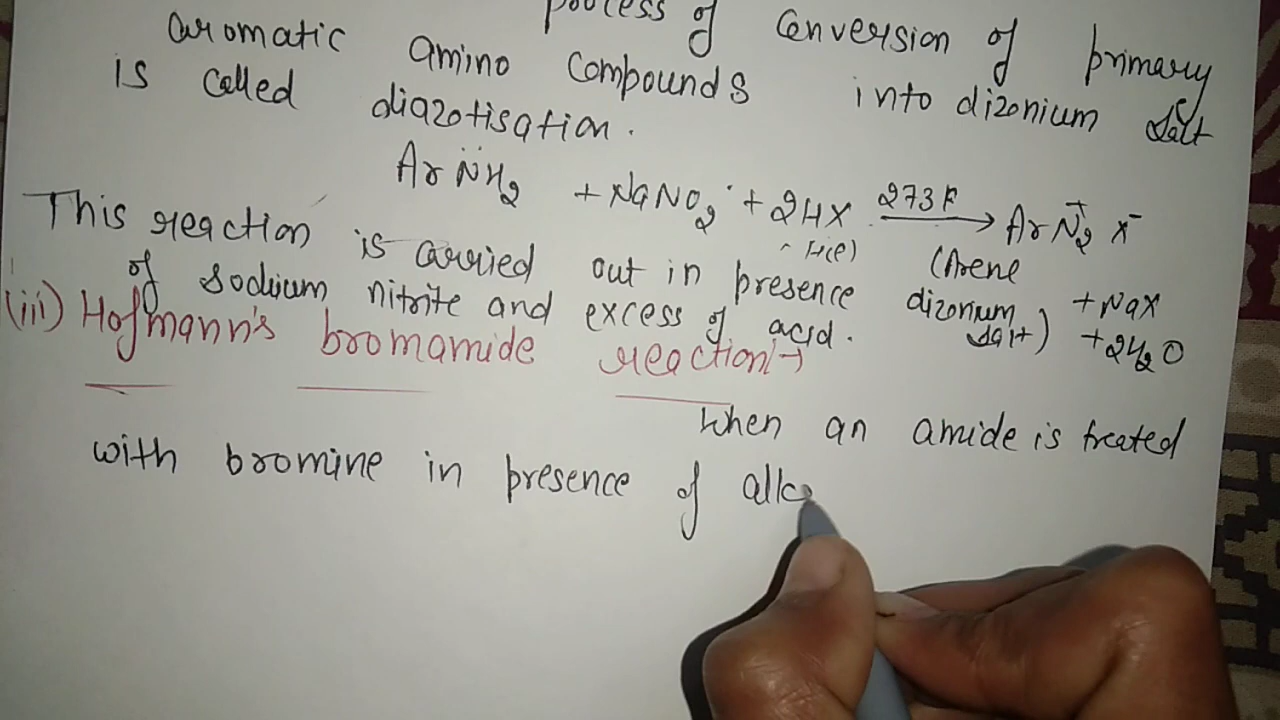 process of conversion of primary
aromatic amino compounds into dizonium salt
is called diazotisation.
ArNH2 + NaNO2 + 2HX 273K → ArN2+ X-
(Arene dizonium salt) + NaX + 2H2O
This reaction is carried out in presence
of sodium nitrite and excess of acid.
(iii) Hofmann's bromamide reaction:→
When an amide is treated
with bromine in presence of alk